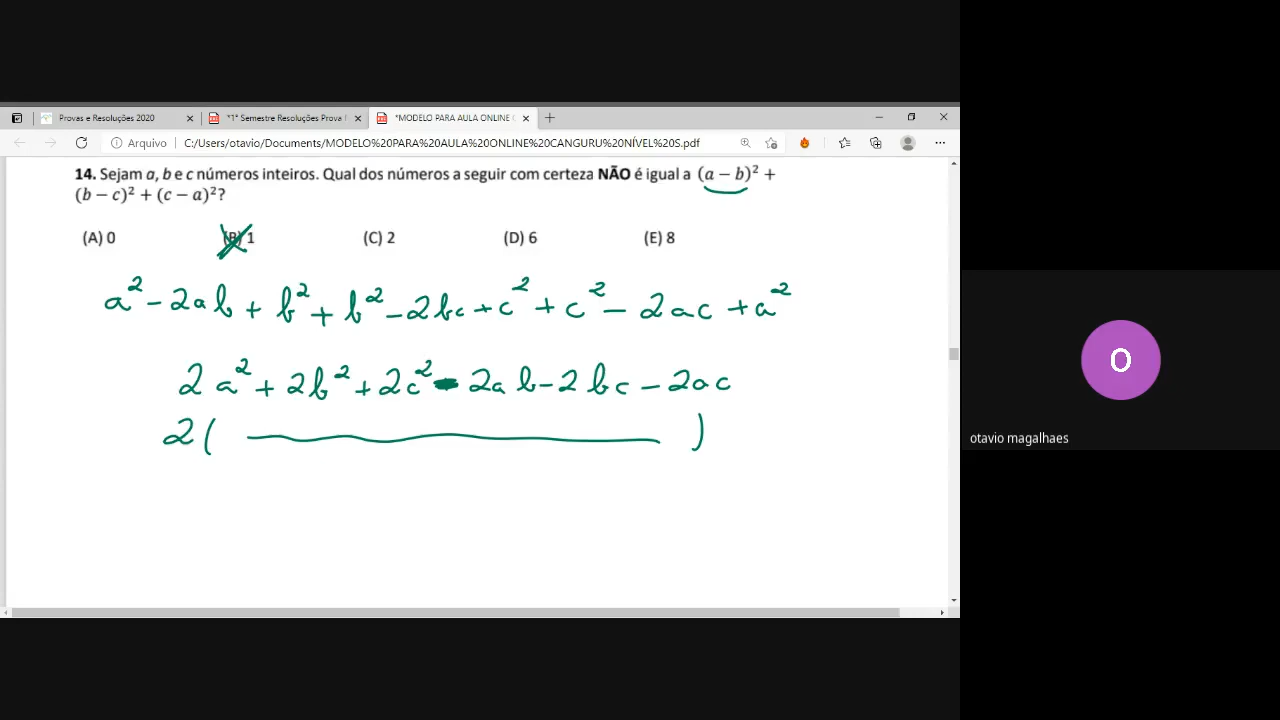 Provas e Resoluções 2020
*1° Semestre Resoluções Prova
*MODELO PARA AULA ONLINE (
Arquivo
C:/Users/otavio/Documents/MODELO%20PARA%20AULA%20ONLINE%20CANGURU%20NÍVEL%20S.pdf
14. Sejam a, b e c números inteiros. Qual dos números a seguir com certeza NÃO é igual a (a − b)² +
(b − c)² + (c − a)²?
(A) 0 (B) 1 (C) 2 (D) 6 (E) 8
a² − 2ab + b² + b² − 2bc + c² + c² − 2ac + a²
2a² + 2b² + 2c² − 2ab − 2bc − 2ac
2( )
O
otavio magalhaes